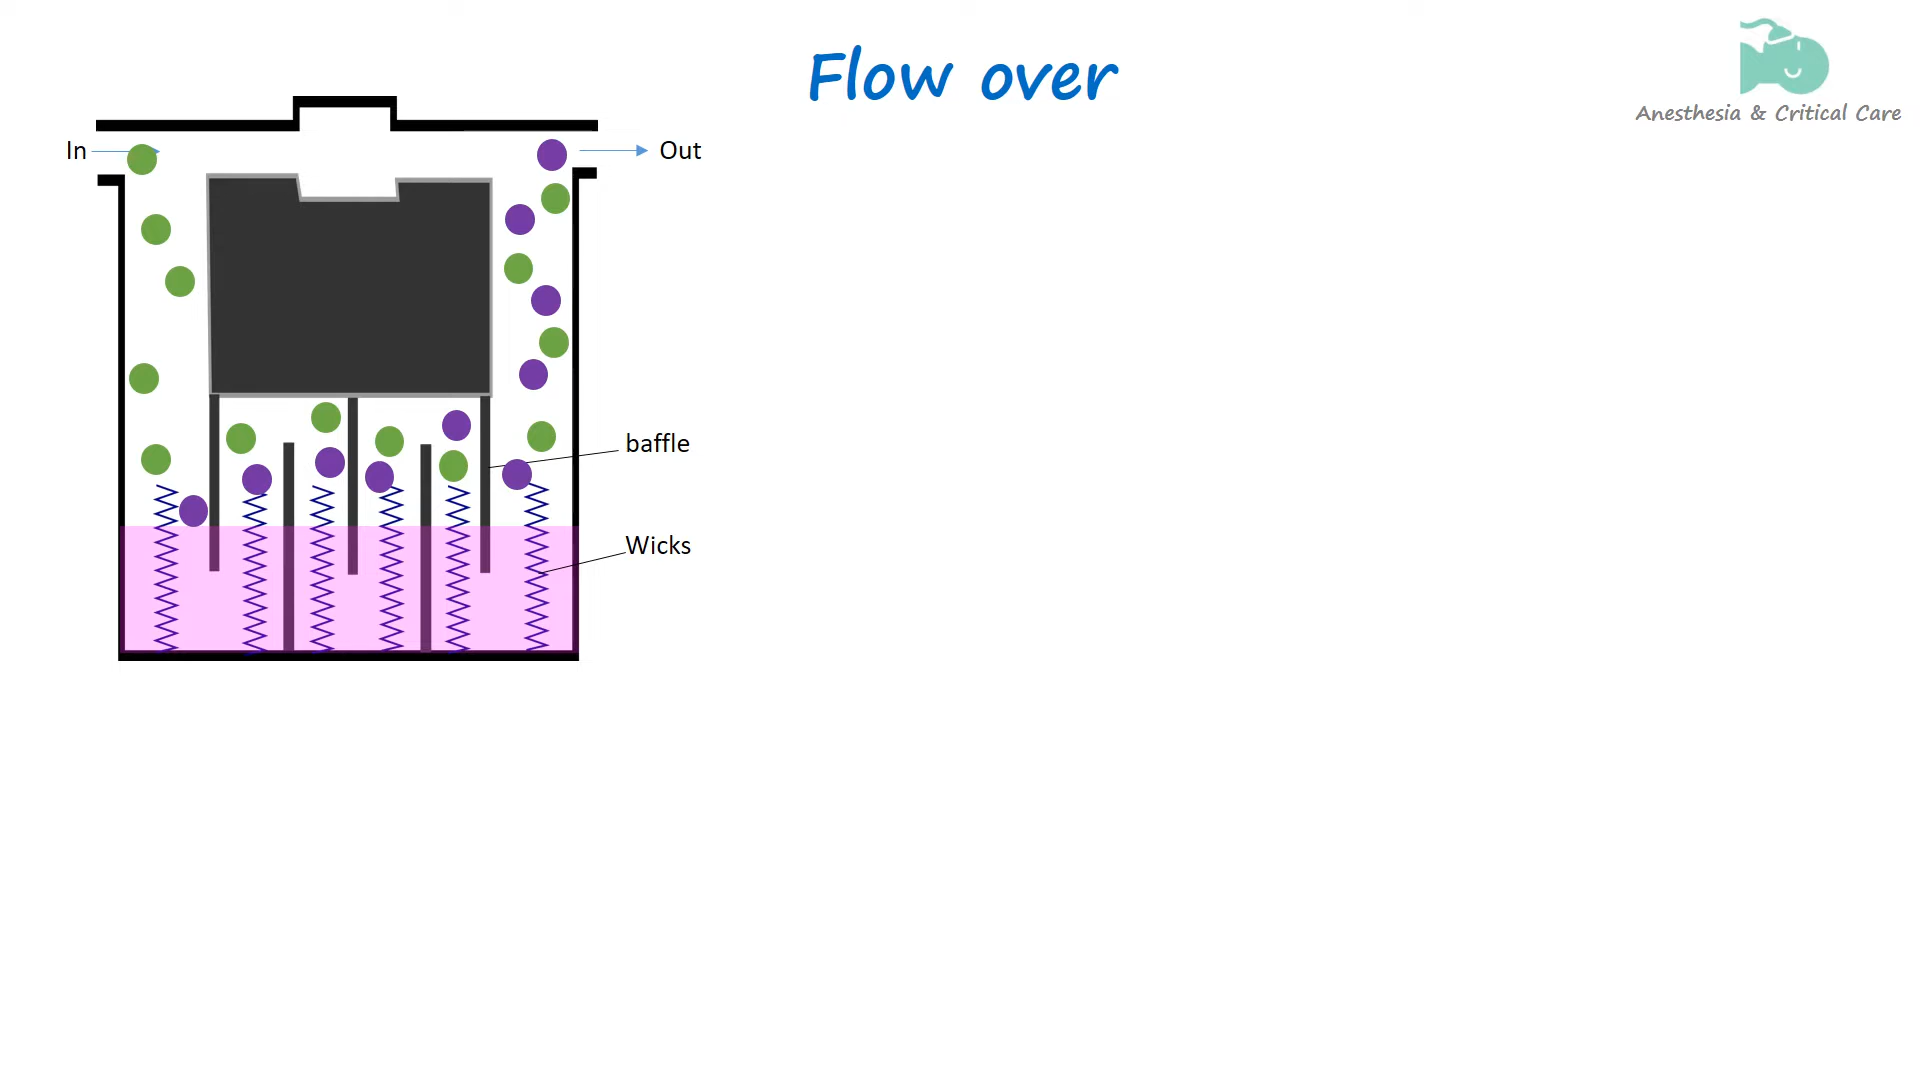 Flow over
Anesthesia & Critical Care
In
Out
baffle
Wicks